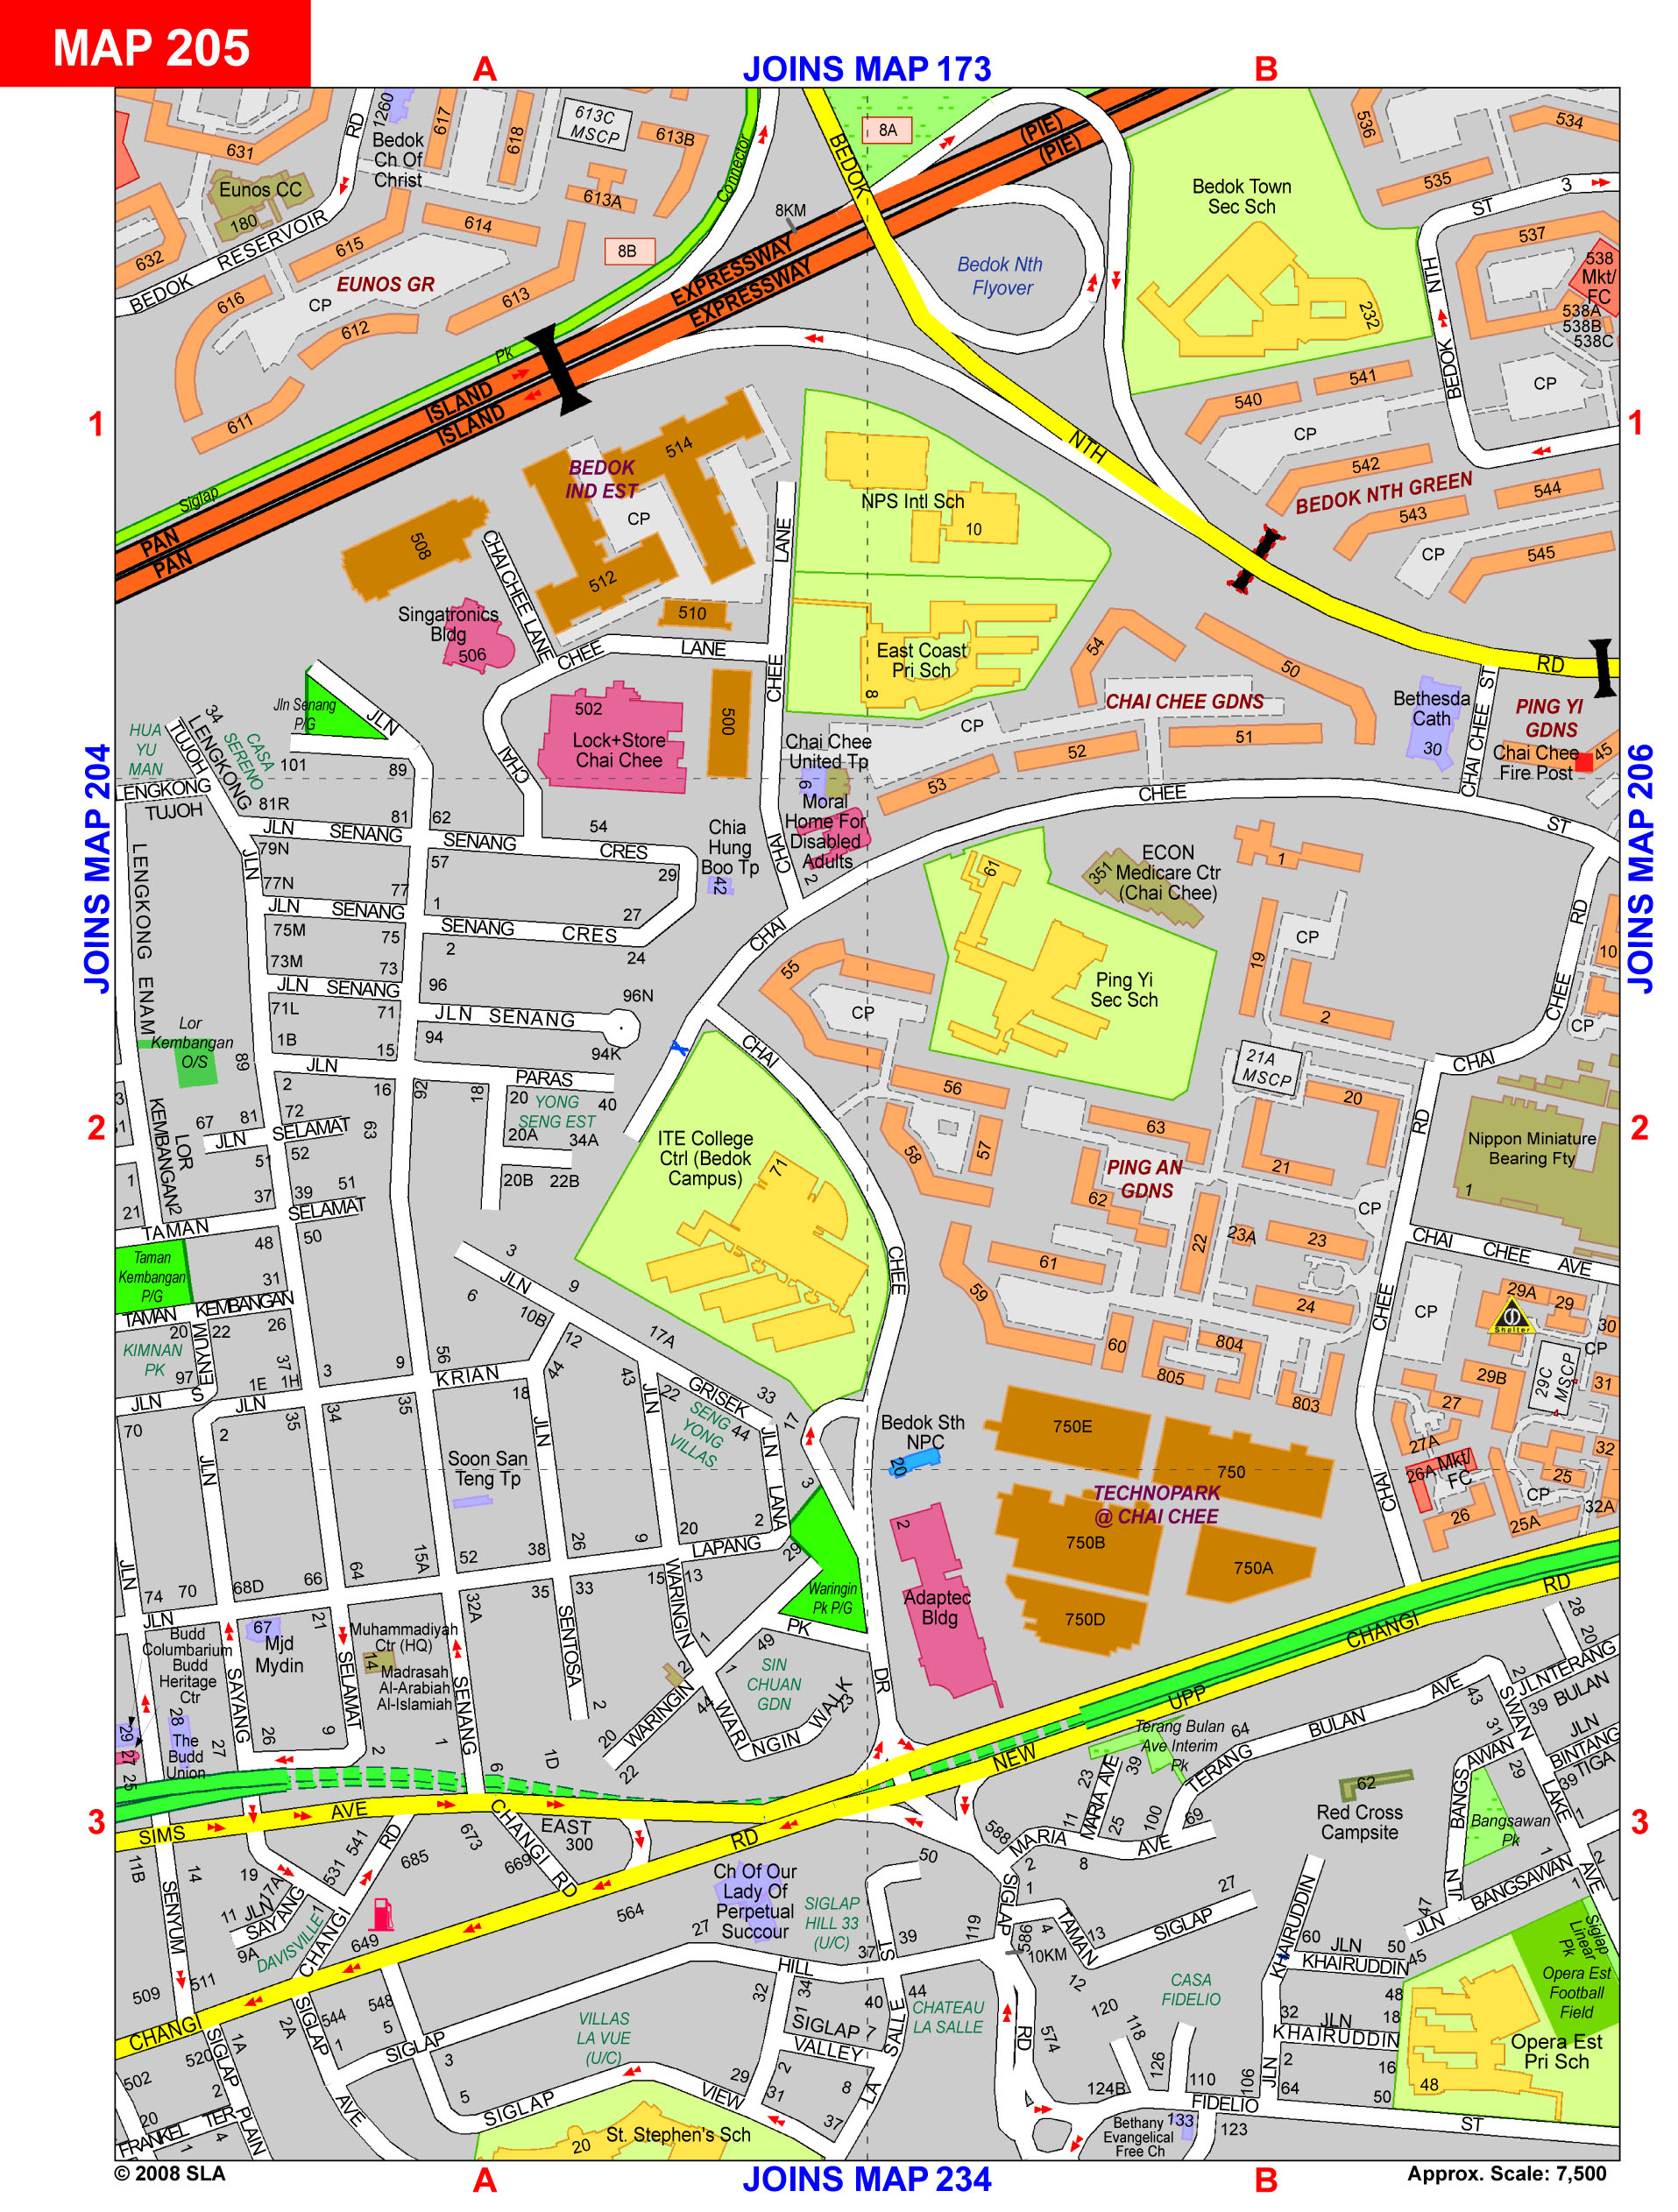 MAP 205
A
JOINS MAP 173
B
JOINS MAP 204
JOINS MAP 206
1
1
2
2
3
3
RD
1260
Bedok
Ch Of
Christ
617
618
613C
MSCP
613B
631
Eunos CC
180
613A
614
615
8B
632
BEDOK RESERVOIR
EUNOS GR
616
CP
613
612
611
Connector
Pk
Siglap
8KM
8A
BEDOK
(PIE)
(PIE)
EXPRESSWAY
EXPRESSWAY
ISLAND
ISLAND
PAN
PAN
Bedok Nth
Flyover
Bedok Town
Sec Sch
232
536
534
535
ST
3
537
538
Mkt/
FC
538A
538B
538C
BEDOK NTH
CP
540
541
CP
542
BEDOK NTH GREEN
543
544
545
CP
NTH
RD
BEDOK
IND EST
514
CP
508
512
510
CHAI CHEE LANE
Singatronics
Bldg
506
CHEE LANE
CHAI
502
Lock+Store
Chai Chee
500
LANE
CHEE
CHAI
NPS Intl Sch
10
East Coast
Pri Sch
8
54
50
CHAI CHEE GDNS
CP
51
52
53
Bethesda
Cath
30
CHAI CHEE ST
PING YI
GDNS
Chai Chee
Fire Post
45
Chai Chee
United Tp
6
Moral
Home For
Disabled
Adults
2
Chia
Hung
Boo Tp
42
CHAI
CHEE
ST
Jln Senang
P/G
JLN
34
HUA
YU
MAN
LENGKONG
TUJOH
CASA
SERENO
LENGKONG
TUJOH
101
89
81R
81
62
54
JLN SENANG
SENANG CRES
79N
57
29
77N
77
1
27
JLN SENANG
SENANG CRES
75M
75
2
24
73M
73
96
96N
JLN SENANG
JLN SENANG
71L
71
94
94K
1B
15
JLN
PARAS
LENGKONG ENAM
Lor
Kembangan
O/S
89
2
16
92
18
20
40
YONG
SENG EST
20A
34A
20B
22B
LOR
KEMBANGAN
67
81
72
63
JLN SELAMAT
51
52
37
39
51
SELAMAT
50
1
21
TAMAN
48
Taman
Kembangan
P/G
31
TAMAN KEMBANGAN
20
22
26
WIJAYA
KIMNAN
PK
97
JLN
JLN
1E
1H
37
3
9
56
KRIAN
70
2
35
34
35
18
44
3
JLN
9
6
10B
12
17A
43
22
GRISEK
33
SENG
YONG
VILLAS
44
JLN LANA
17
3
Soon San
Teng Tp
38
26
9
20
2
LAPANG
29
15
13
Waringin
Pk P/G
52
15A
64
66
68D
70
74
35
33
32A
JLN
JLN
JLN
JLN
SENTOSA
2
WARINGIN
PK
1
49
SIN
CHUAN
GDN
2
44
1
WARINGIN
WALK
23
20
22
Budd
Columbarium
Budd
Heritage
Ctr
67
Mjd
Mydin
21
Muhammadiyah
Ctr (HQ)
14
Madrasah
Al-Arabiah
Al-Islamiah
SELAMAT
SENANG
SAYANG
28
29
27
25
The
Budd
Union
27
26
9
2
1
6
1D
ITE College
Ctrl (Bedok
Campus)
71
CHAI
CHEE
DR
55
CP
56
57
58
59
60
61
61
Ping Yi
Sec Sch
ECON
Medicare Ctr
(Chai Chee)
351
1
19
CP
2
21A
MSCP
20
21
63
PING AN
GDNS
62
22
23A
23
24
CP
804
805
803
CHAI CHEE RD
CHAI
CHEE
RD
10
CP
Nippon Miniature
Bearing Fty
1
CHAI CHEE AVE
CP
29A
29
30
Shelter
29B
29C
MSCP
CP
31
27
27A
26A
Mkt/
FC
32
25
CP
32A
26
25A
Bedok Sth
NPC
20
2
Adaptec
Bldg
750E
750
TECHNOPARK
@ CHAI CHEE
750B
750A
750D
UPP
CHANGI
RD
NEW
28
20
2
JLN TERANG
39
BULAN
43
31
SWAN
LAKE
AVE
JLN
BINTANG
TIGA
39
29
BANGSAWAN
1
1
2
1
Bangsawan
Pk
JLN
JLN
BANGSAWAN
47
45
TERANG
BULAN
AVE
64
Terang Bulan
Ave Interim
Pk
23
39
MARIA AVE
11
25
100
69
MARIA
AVE
588
2
8
1
62
Red Cross
Campsite
SIMS
AVE
EAST
300
CHANGI RD
673
669
685
541
531
RD
CHANGI
11B
14
19
17A
11
JLN
SAYANG
9A
1
DAVISVILLE
649
SENYUM
509
511
CHANGI
RD
564
Ch Of Our
Lady Of
Perpetual
Succour
27
SIGLAP
HILL 33
(U/C)
50
39
37
119
SIGLAP
RD
586
10KM
4
TAMAN
13
SIGLAP
27
12
120
118
574
CASA
FIDELIO
126
124B
110
106
FIDELIO
ST
Bethany
Evangelical
Free Ch
133
123
KHAIRUDDIN
60
JLN
50
KHAIRUDDIN
48
32
JLN
18
KHAIRUDDIN
2
16
JLN
64
50
Siglap
Linear
Pk
Opera Est
Football
Field
Opera Est
Pri Sch
48
502
520
1A
SIGLAP
PLAIN
2A
544
548
5
1
SIGLAP
AVE
SIGLAP
HILL
3
32
34
VILLAS
LA VUE
(U/C)
40
44
CHATEAU
LA SALLE
ST
1
SIGLAP
7
VALLEY
2
8
LA
SALLE
29
31
37
5
SIGLAP
VIEW
20
St. Stephen's Sch
20
FRANKEL
TER
1
4
2
© 2008 SLA
A
JOINS MAP 234
B
Approx. Scale: 7,500